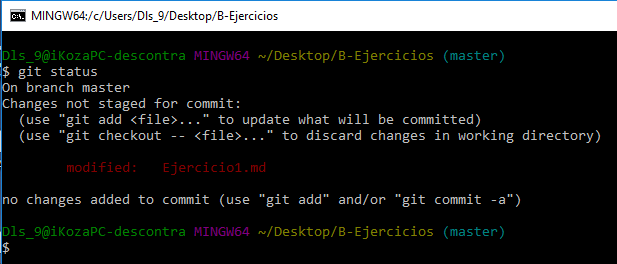 MINGW64:/c/Users/Dls_9/Desktop/B-Ejercicios
Dls_9@iKozaPC-descontra MINGW64 ~/Desktop/B-Ejercicios (master)
$ git status
On branch master
Changes not staged for commit:
  (use "git add <file>..." to update what will be committed)
  (use "git checkout -- <file>..." to discard changes in working directory)
        modified:   Ejercicio1.md
no changes added to commit (use "git add" and/or "git commit -a")
Dls_9@iKozaPC-descontra MINGW64 ~/Desktop/B-Ejercicios (master)
$